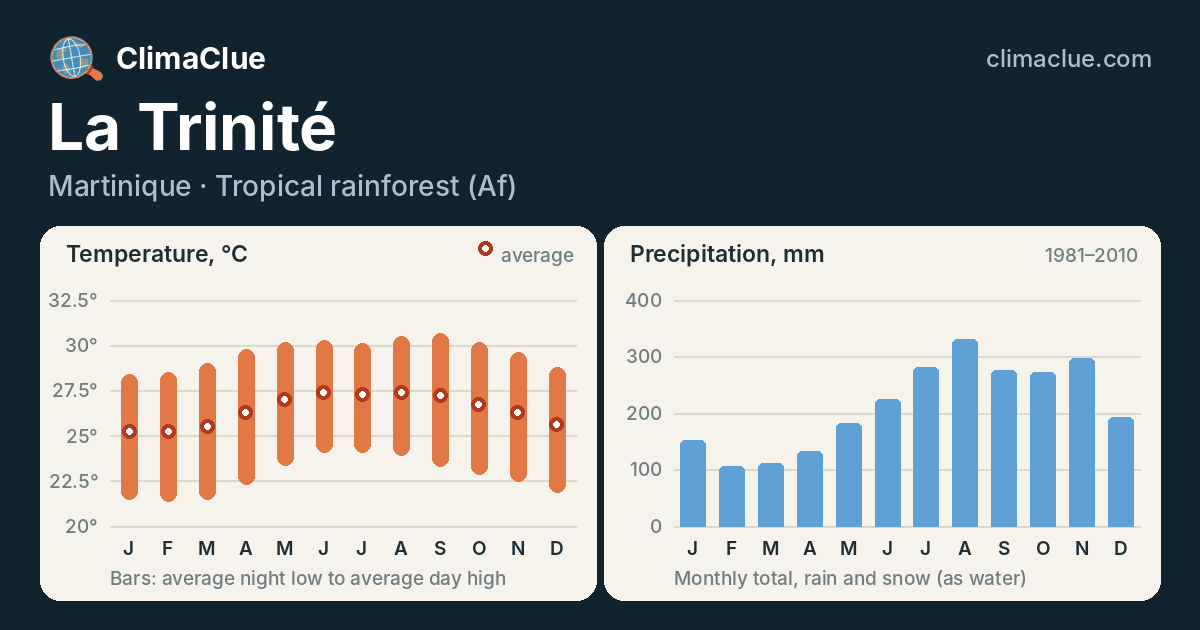 ClimaClue
climaclue.com
La Trinité
Martinique · Tropical rainforest (Af)
Temperature, °C
average
32.5°
30°
27.5°
25°
22.5°
20°
J F M A M J J A S O N D
Bars: average night low to average day high
Precipitation, mm
1981–2010
400
300
200
100
0
J F M A M J J A S O N D
Monthly total, rain and snow (as water)